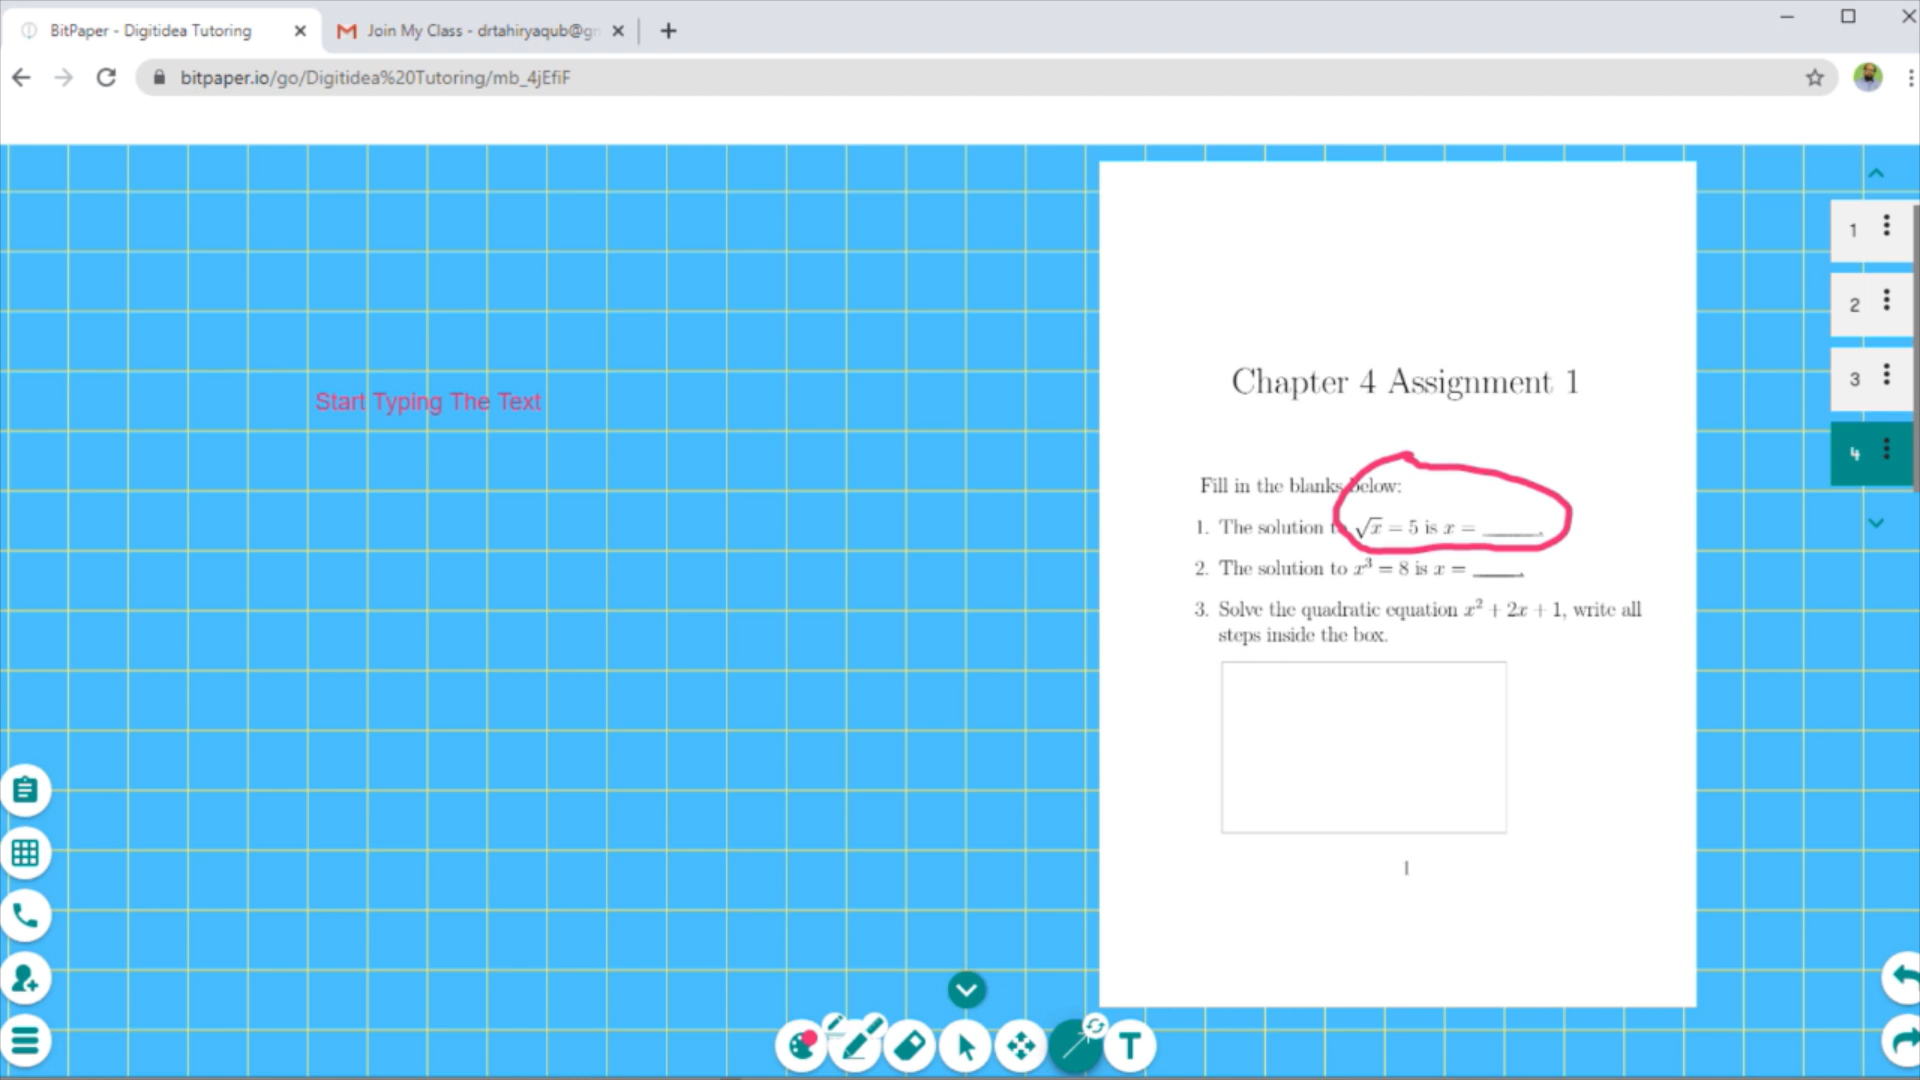 BitPaper - Digitidea Tutoring
Join My Class - drtahiryaqub@g
bitpaper.io/go/Digitidea%20Tutoring/mb_4jEfiF
1
2
3
4
Start Typing The Text
Chapter 4 Assignment 1
Fill in the blanks below:
1. The solution to √x = 5 is x = ______.
2. The solution to x³ = 8 is x = _____.
3. Solve the quadratic equation x² + 2x + 1, write all
steps inside the box.
1
T